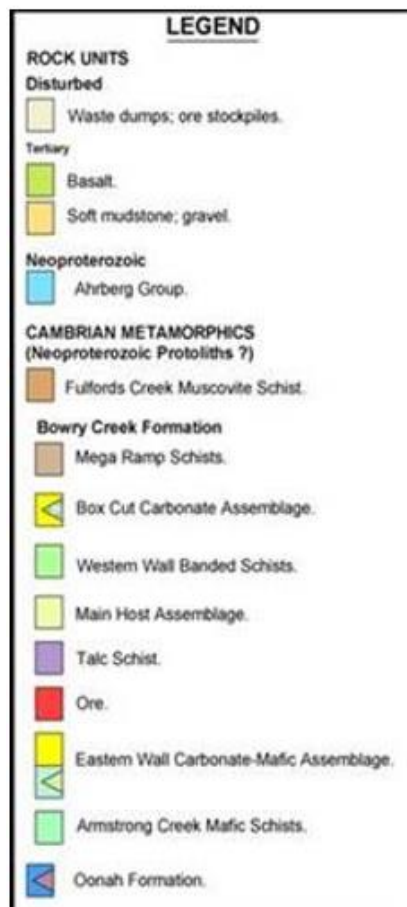 LEGEND
ROCK UNITS
Disturbed
Waste dumps; ore stockpiles.
Tertiary
Basalt.
Soft mudstone; gravel.
Neoproterozoic
Ahrberg Group.
CAMBRIAN METAMORPHICS
(Neoproterozoic Protoliths ?)
Fulfords Creek Muscovite Schist.
Bowry Creek Formation
Mega Ramp Schists.
Box Cut Carbonate Assemblage.
Western Wall Banded Schists.
Main Host Assemblage.
Talc Schist.
Ore.
Eastern Wall Carbonate-Mafic Assemblage.
Armstrong Creek Mafic Schists.
Oonah Formation.